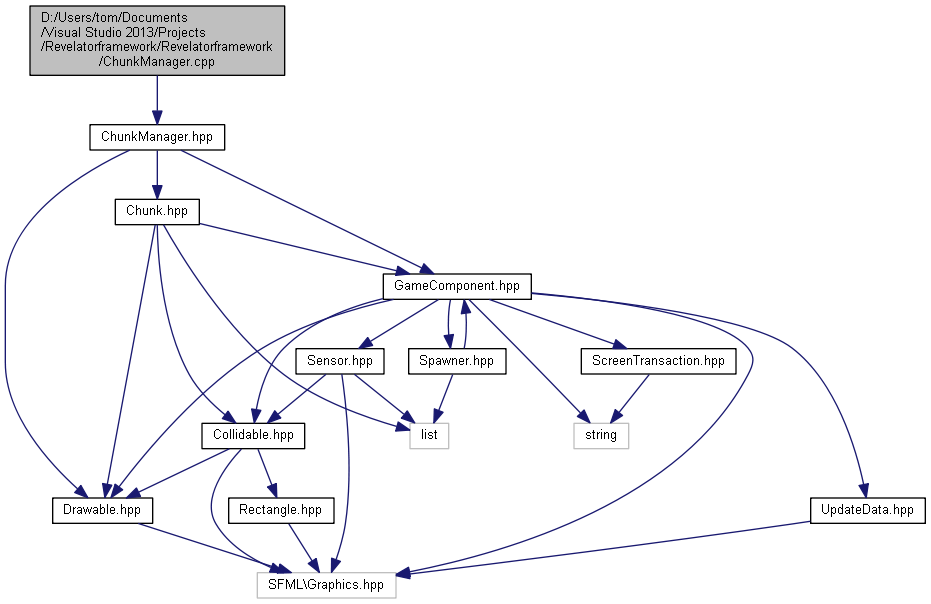 D:/Users/tom/Documents
/Visual Studio 2013/Projects
/Revelatorframework/Revelatorframework
/ChunkManager.cpp
ChunkManager.hpp
Chunk.hpp
GameComponent.hpp
Sensor.hpp
Spawner.hpp
ScreenTransaction.hpp
Collidable.hpp
list
string
Drawable.hpp
Rectangle.hpp
UpdateData.hpp
SFML\Graphics.hpp